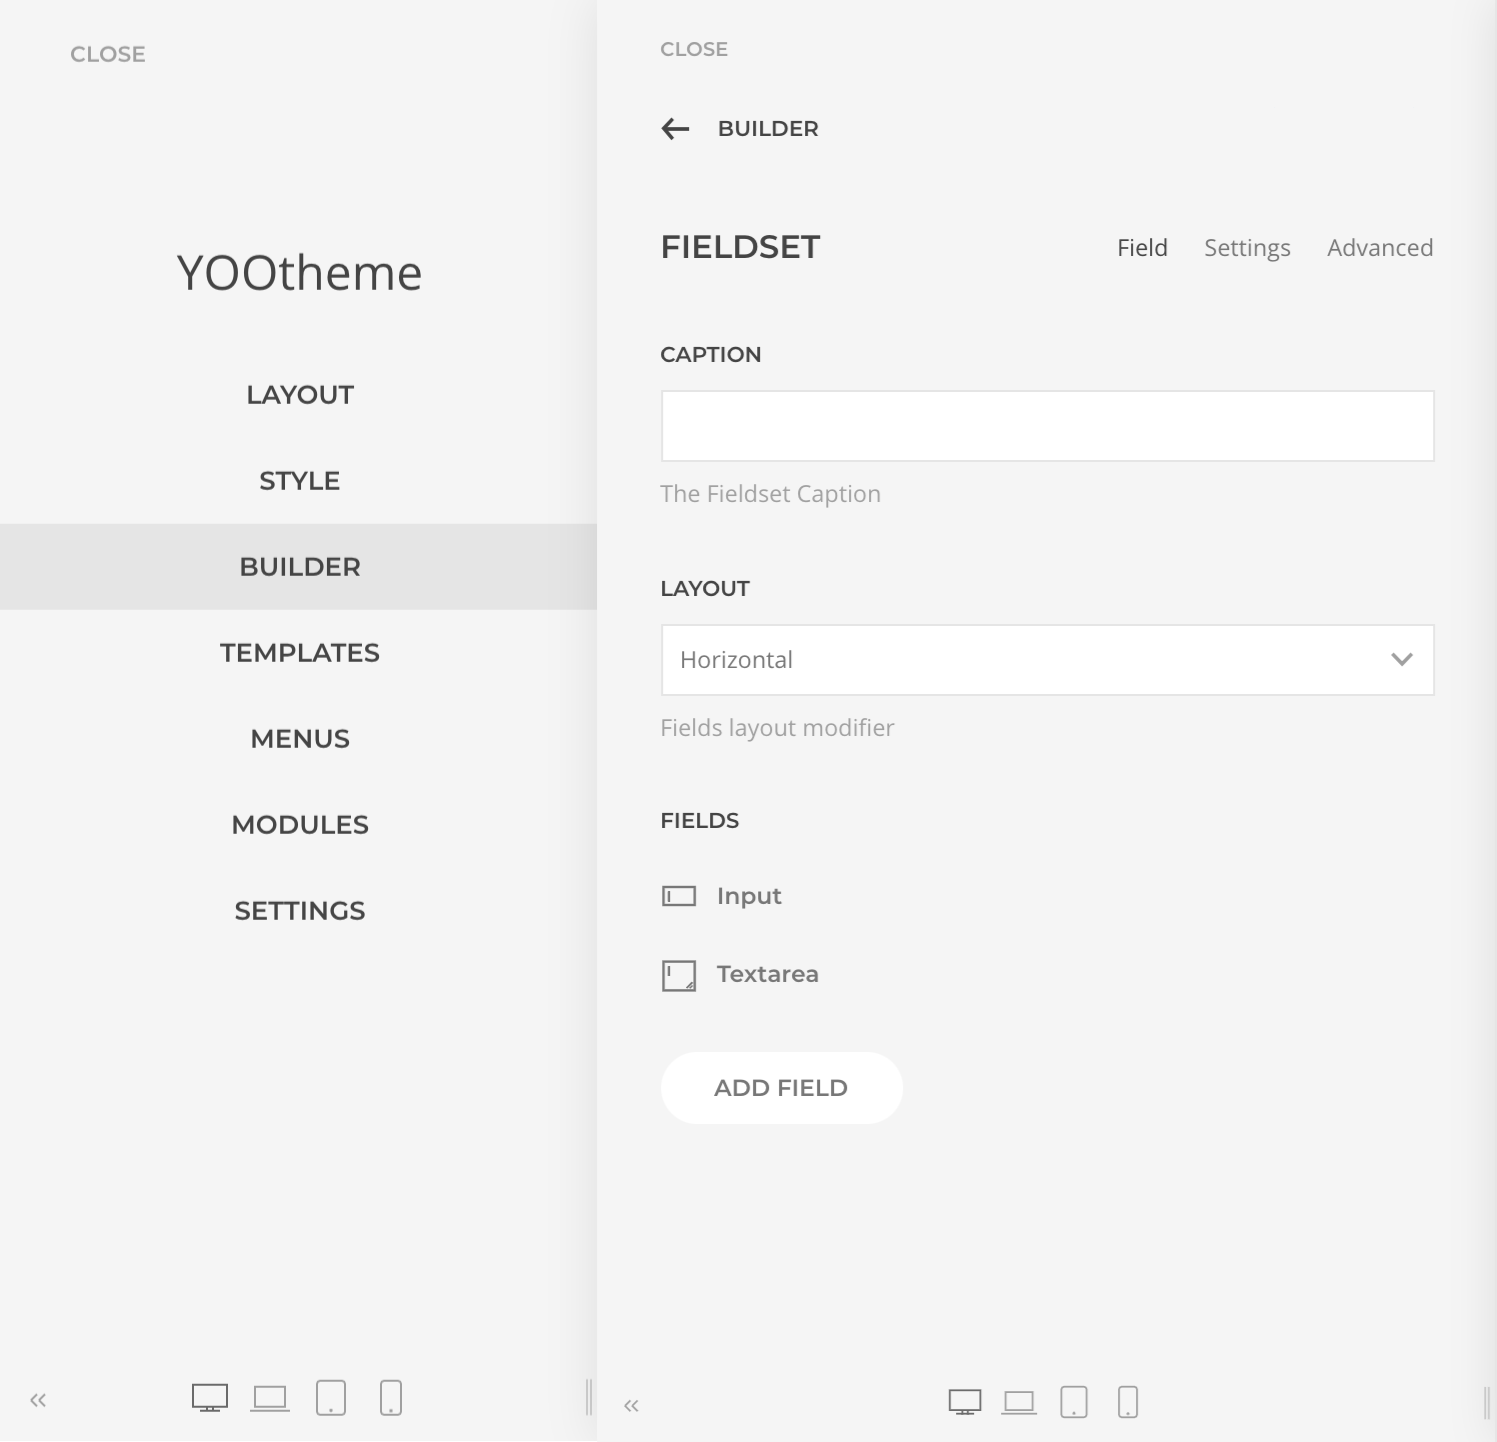 CLOSE
YOOtheme
LAYOUT
STYLE
BUILDER
TEMPLATES
MENUS
MODULES
SETTINGS
CLOSE
BUILDER
FIELDSET
Field Settings Advanced
CAPTION
The Fieldset Caption
LAYOUT
Horizontal
Fields layout modifier
FIELDS
Input
Textarea
ADD FIELD